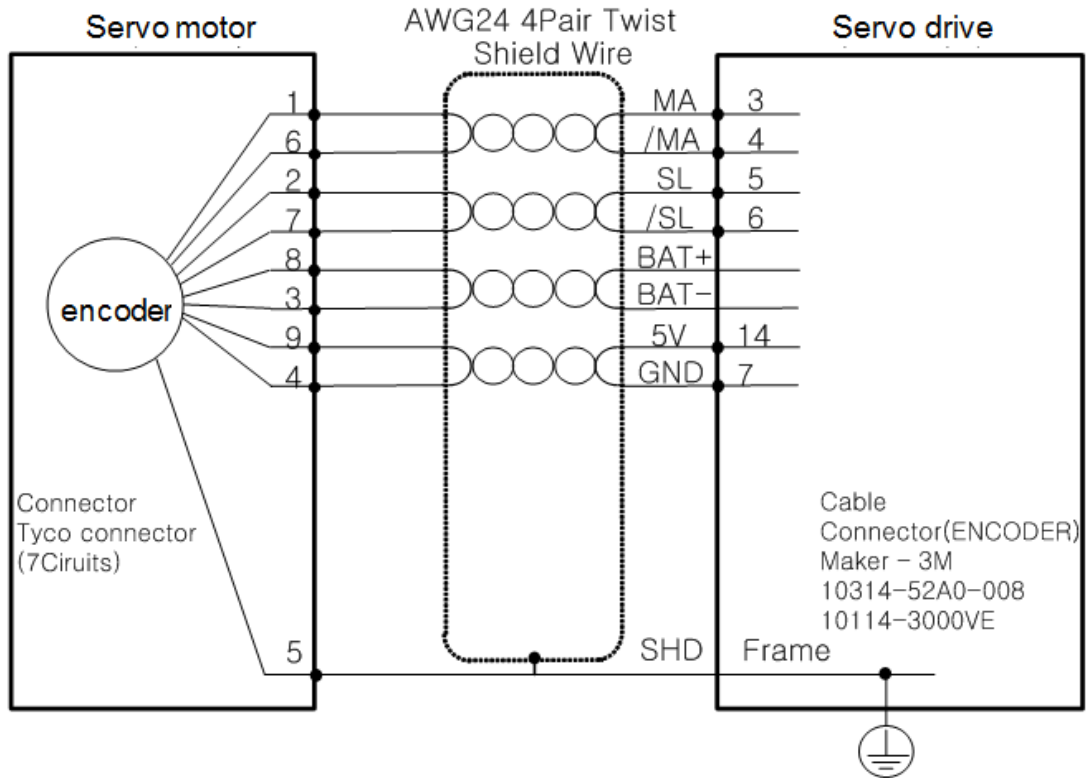 Servo motor
AWG24 4Pair Twist
Shield Wire
Servo drive
1
MA
3
6
/MA
4
2
SL
5
7
/SL
6
8
BAT+
3
BAT-
9
5V
14
4
GND
7
encoder
Connector
Tyco connector
(7Ciruits)
Cable
Connector(ENCODER)
Maker - 3M
10314-52A0-008
10114-3000VE
5
SHD
Frame